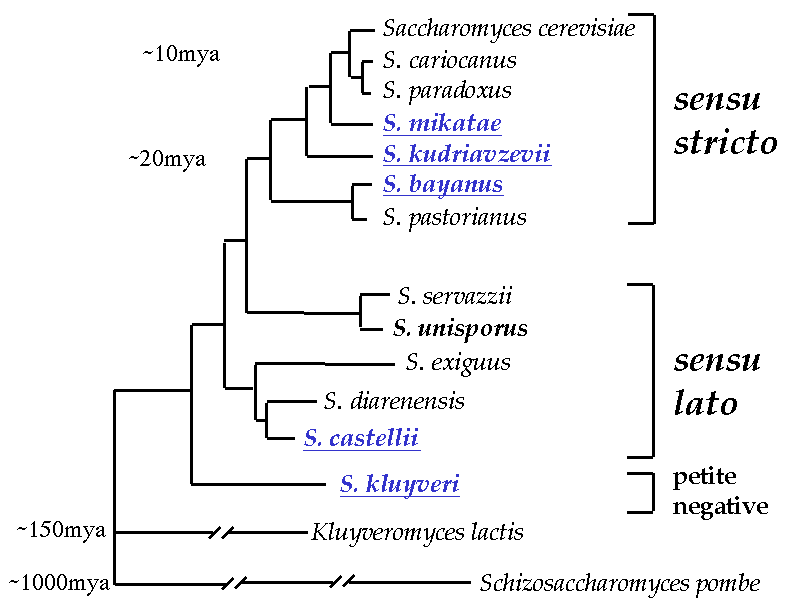 Saccharomyces cerevisiae
~10mya
S. cariocanus
S. paradoxus
sensu
stricto
S. mikatae
~20mya
S. kudriavzevii
S. bayanus
S. pastorianus
S. servazzii
S. unisporus
S. exiguus
sensu
lato
S. diarenensis
S. castellii
S. kluyveri
petite
negative
~150mya
Kluyveromyces lactis
~1000mya
Schizosaccharomyces pombe